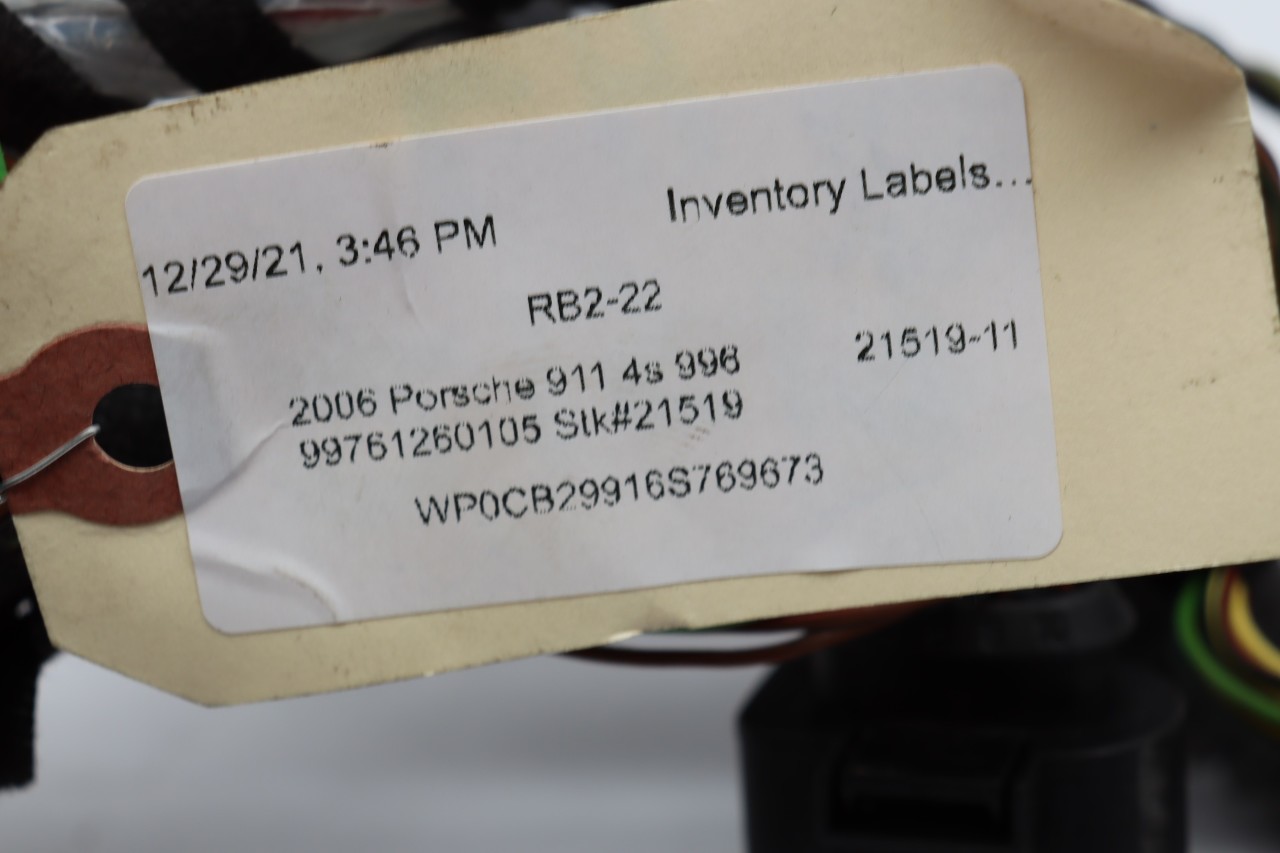 12/29/21, 3:46 PM Inventory Labels...
RB2-22
2006 Porsche 911 4s 996 21519-11
99761260105 Stk#21519
WP0CB29916S769673